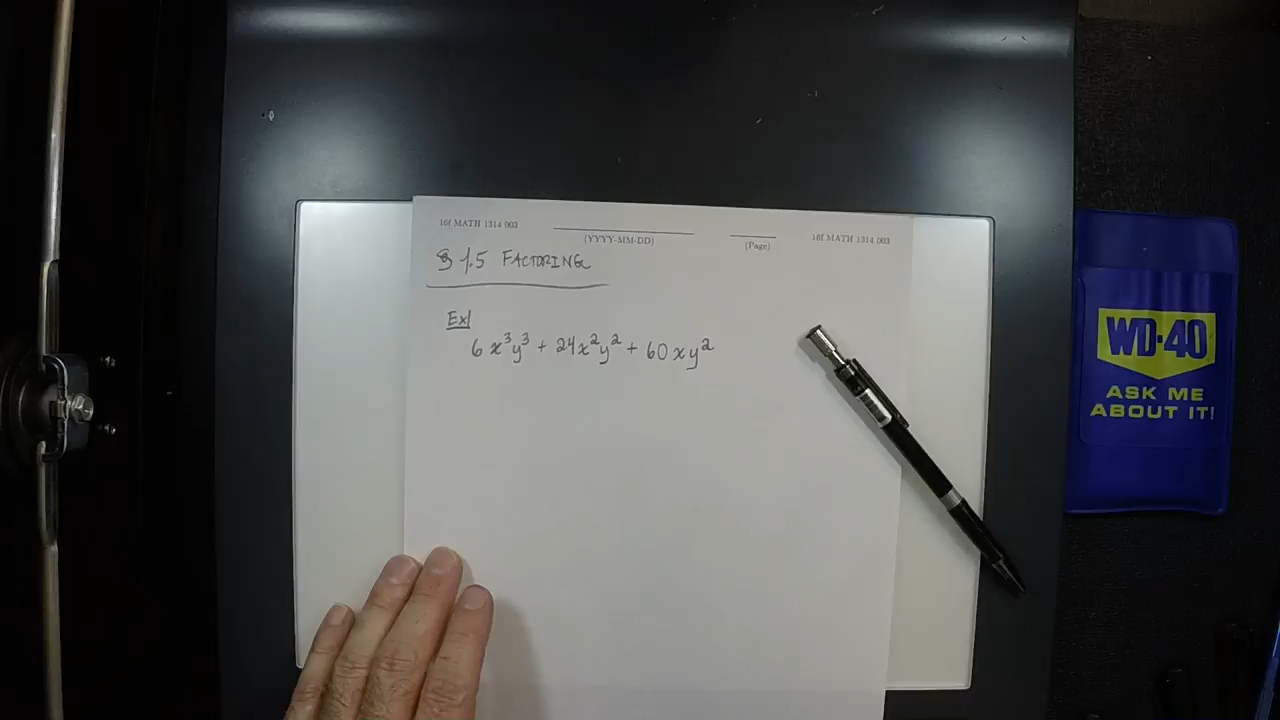 16f MATH 1314 003 16f MATH 1314 003
(YYYY-MM-DD) (Page)
§ 1.5 FACTORING
Ex1
6x³y³ + 24x²y² + 60xy²
WD-40
ASK ME
ABOUT IT!